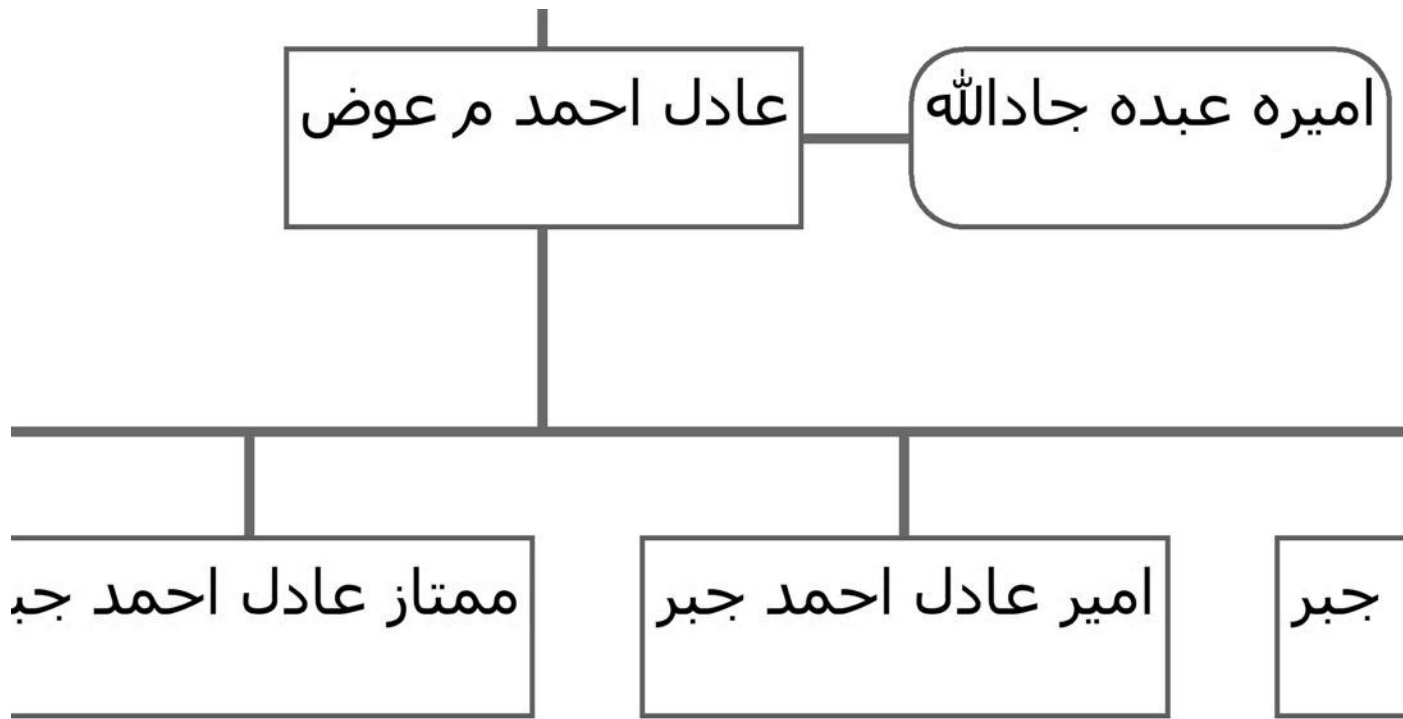 عادل احمد م عوض
اميره عبده جادالله
جبر
امير عادل احمد جبر
ممتاز عادل احمد